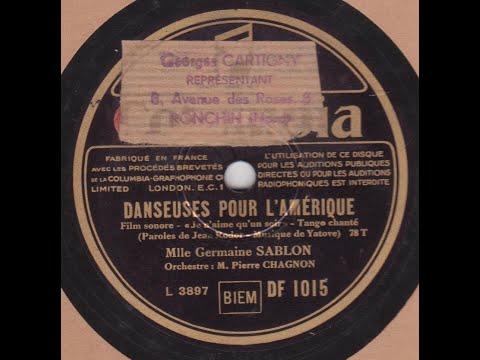 Georges CARTIGNY
REPRÉSENTANT
8, Avenue des Roses. 8
RONCHIN (Nord)
FABRIQUÉ EN FRANCE
AVEC LES PROCÉDÉS BREVETÉS
DE LA COLUMBIA-GRAPHOPHONE
LIMITED LONDON. E.C.1
L'UTILISATION DE CE DISQUE
POUR LES AUDITIONS PUBLIQUES
DIRECTES OU POUR LES AUDITIONS
RADIOPHONIQUES EST INTERDITE
DANSEUSES POUR L'AMÉRIQUE
Film sonore - «Je n'aime qu'un soir» - Tango chanté
(Paroles de Jean Rodor - Musique de Yatove) 78 T
Mlle Germaine SABLON
Orchestre : M. Pierre CHAGNON
L 3897 BIEM DF 1015